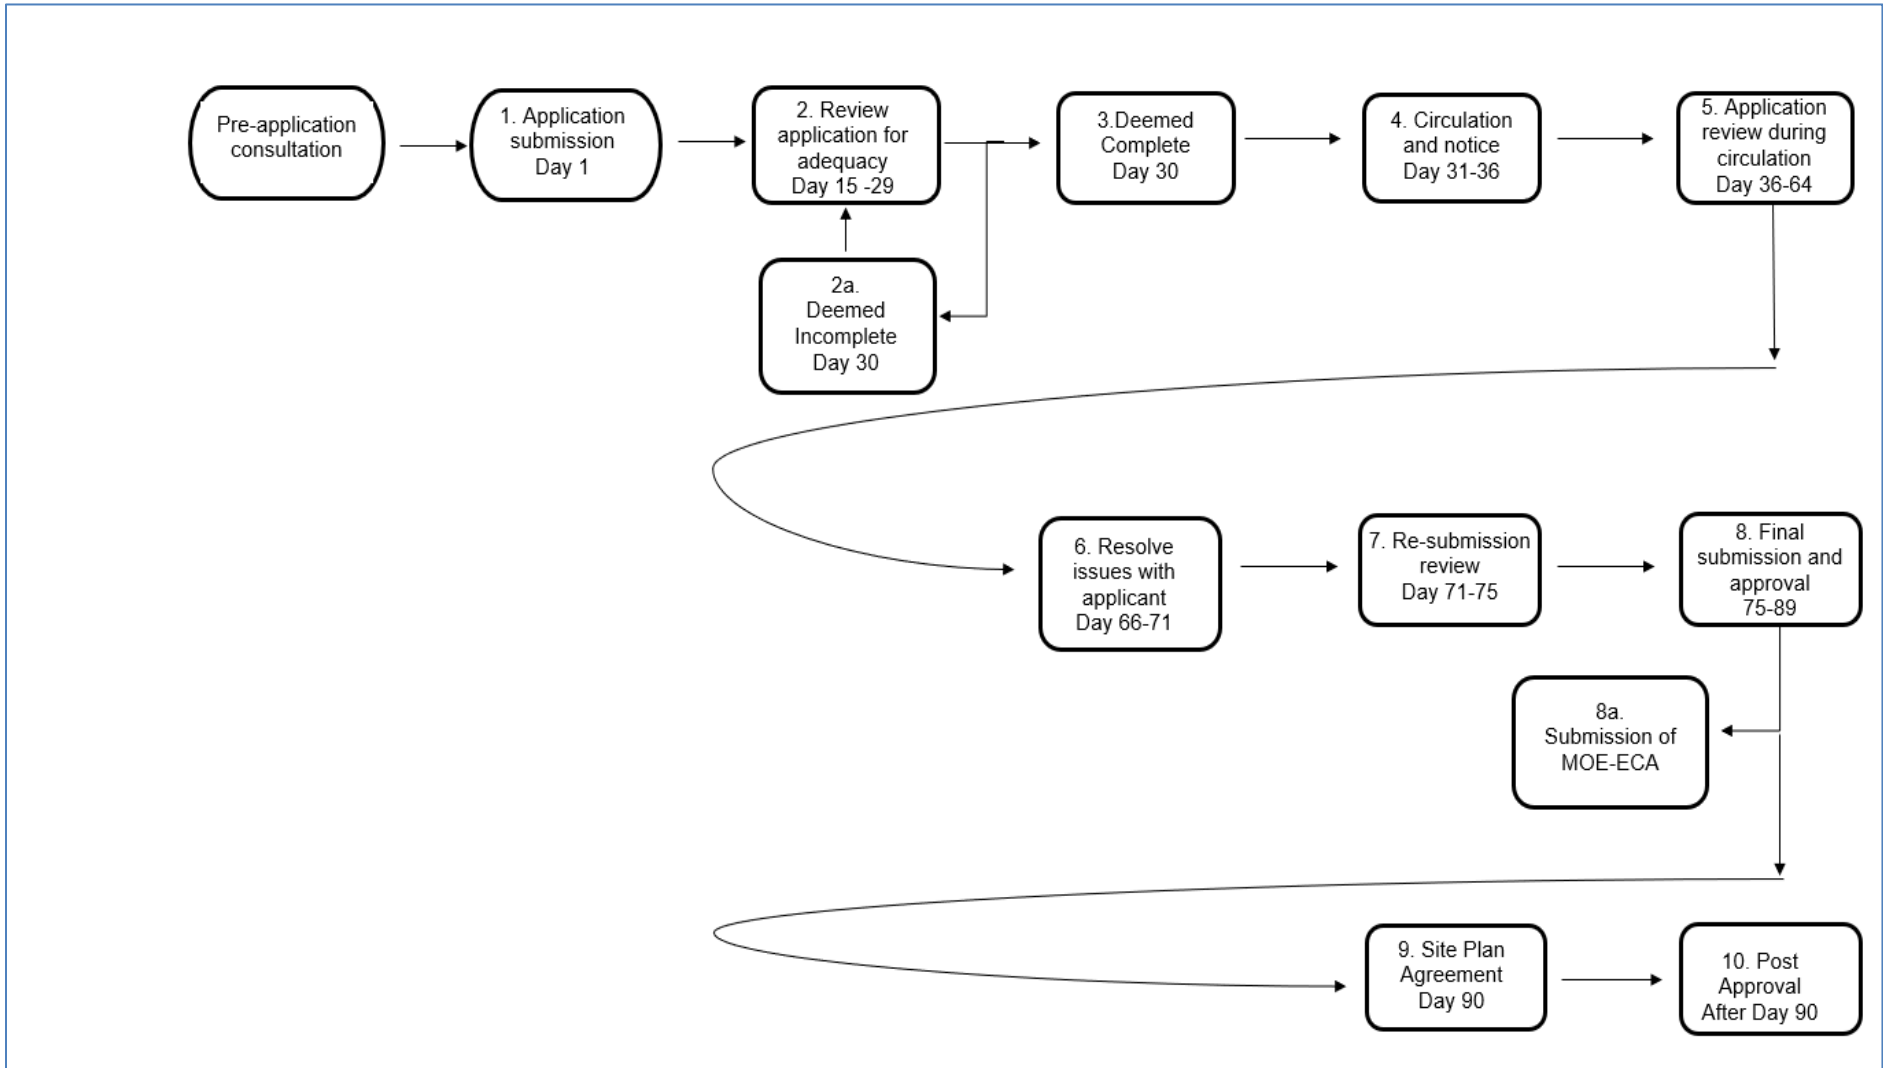 Pre-application
consultation
1. Application
submission
Day 1
2. Review
application for
adequacy
Day 15 -29
3.Deemed
Complete
Day 30
4. Circulation
and notice
Day 31-36
5. Application
review during
circulation
Day 36-64
2a.
Deemed
Incomplete
Day 30
6. Resolve
issues with
applicant
Day 66-71
7. Re-submission
review
Day 71-75
8. Final
submission and
approval
75-89
8a.
Submission of
MOE-ECA
9. Site Plan
Agreement
Day 90
10. Post
Approval
After Day 90